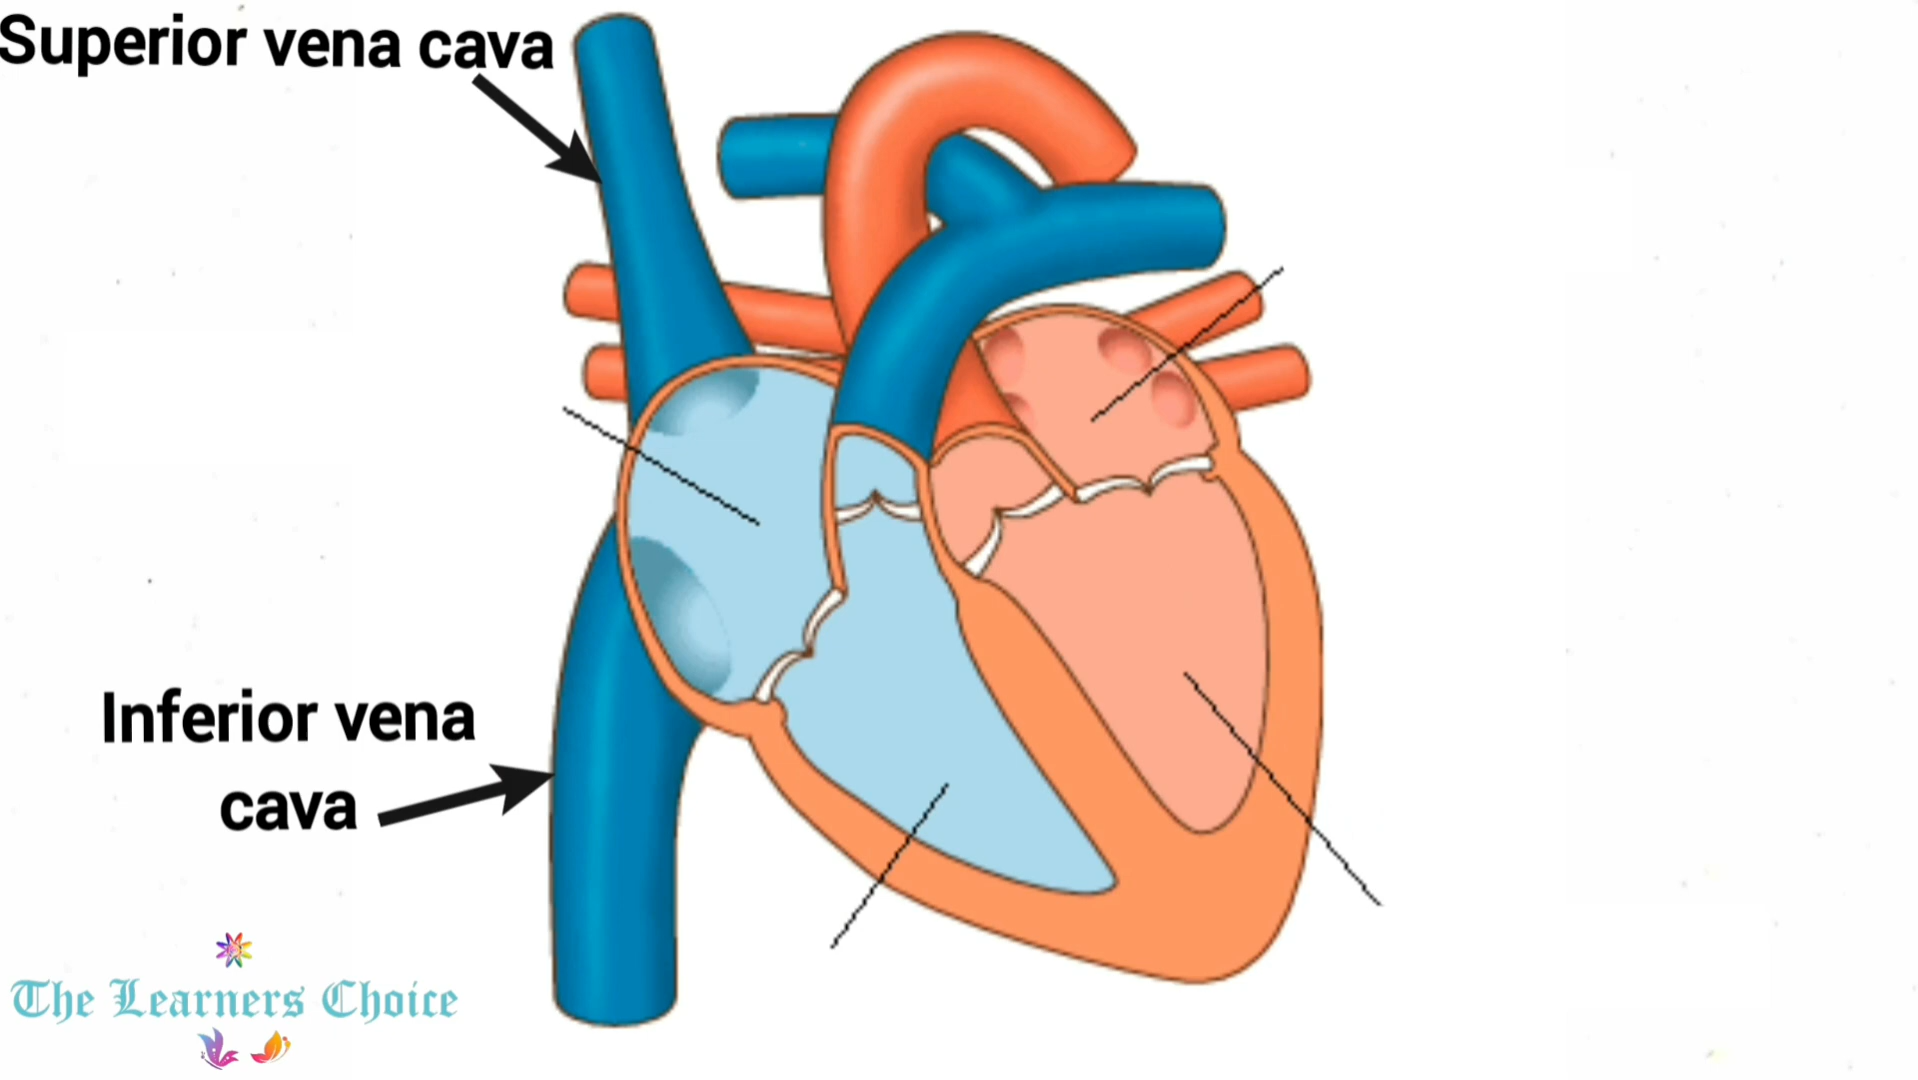 Superior vena cava
Inferior vena
cava
The Learners Choice